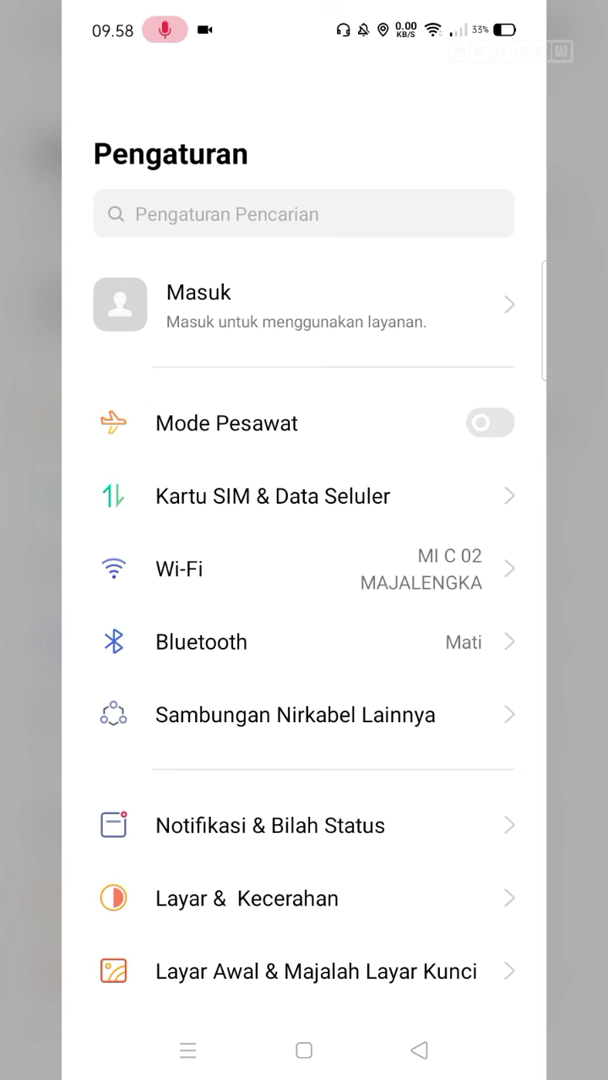 09.58
0.00
KB/S
33%
Pengaturan
Pengaturan Pencarian
Masuk
Masuk untuk menggunakan layanan.
Mode Pesawat
Kartu SIM & Data Seluler
Wi-Fi
MI C 02
MAJALENGKA
Bluetooth
Mati
Sambungan Nirkabel Lainnya
Notifikasi & Bilah Status
Layar & Kecerahan
Layar Awal & Majalah Layar Kunci